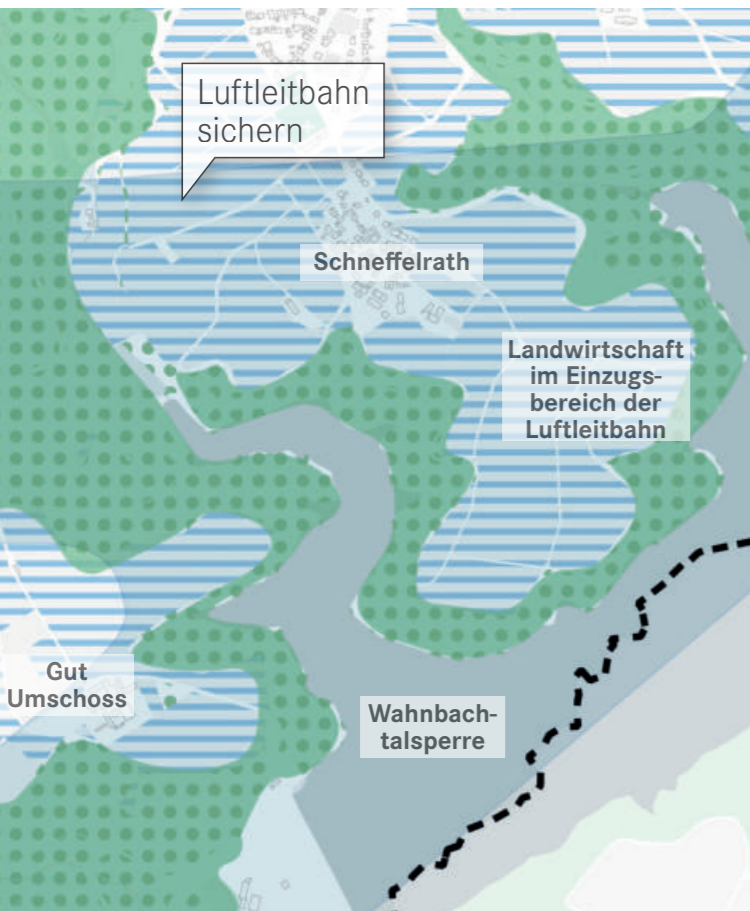 Luftleitbahn
sichern
Schneffelrath
Landwirtschaft
im Einzugs-
bereich der
Luftleitbahn
Gut
Umschoss
Wahnbach-
talsperre